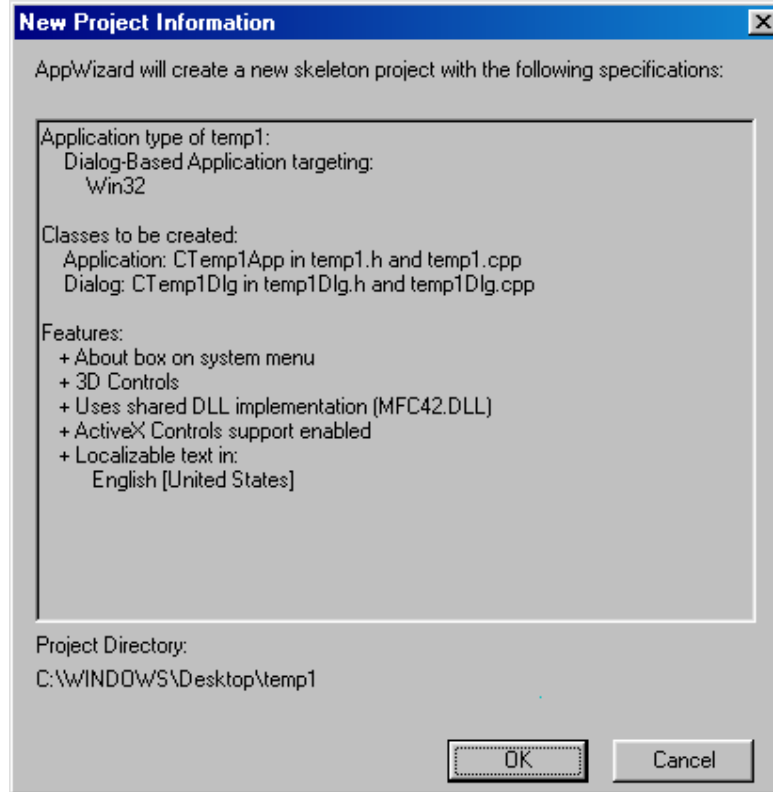 New Project Information
AppWizard will create a new skeleton project with the following specifications:
Application type of temp1:
Dialog-Based Application targeting:
Win32
Classes to be created:
Application: CTemp1App in temp1.h and temp1.cpp
Dialog: CTemp1Dlg in temp1Dlg.h and temp1Dlg.cpp
Features:
+ About box on system menu
+ 3D Controls
+ Uses shared DLL implementation (MFC42.DLL)
+ ActiveX Controls support enabled
+ Localizable text in:
English [United States]
Project Directory:
C:\WINDOWS\Desktop\temp1
OK Cancel